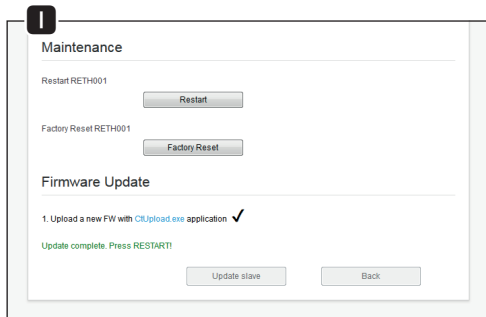 I
Maintenance
Restart RETH001
Restart
Factory Reset RETH001
Factory Reset
Firmware Update
1. Upload a new FW with CtUpload.exe application ✓
Update complete. Press RESTART!
Update slave Back